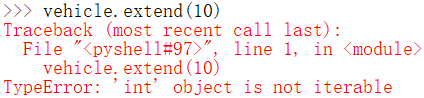 >>> vehicle.extend(10)
Traceback (most recent call last):
  File "<pyshell#97>", line 1, in <module>
    vehicle.extend(10)
TypeError: 'int' object is not iterable